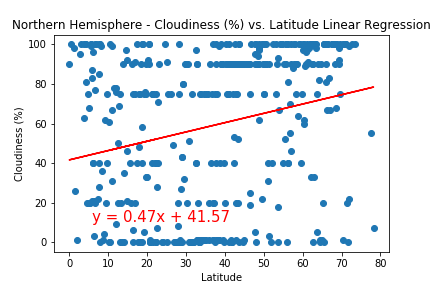 Northern Hemisphere - Cloudiness (%) vs. Latitude Linear Regression
Cloudiness (%)
100
80
60
40
20
0
y = 0.47x + 41.57
0 10 20 30 40 50 60 70 80
Latitude